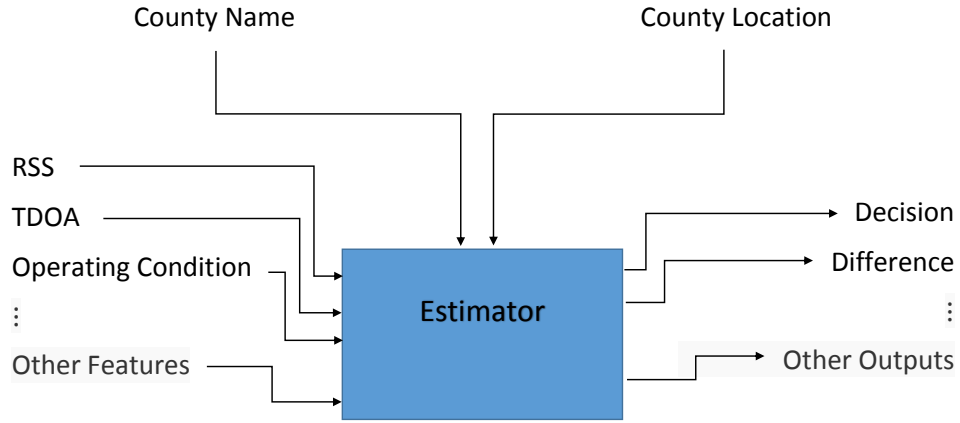 County Name
County Location
RSS
TDOA
Operating Condition
⋮
Other Features
Estimator
Decision
Difference
⋮
Other Outputs